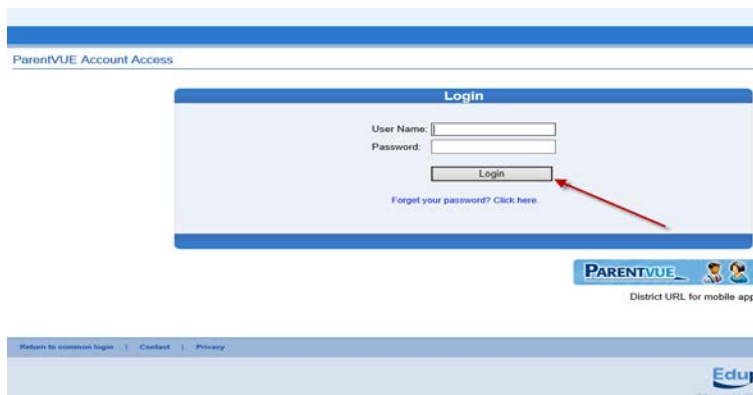 ParentVUE Account Access
Login
User Name:
Password:
Login
Forget your password? Click here.
PARENTVUE
District URL for mobile app
Return to common login | Contact | Privacy
Edup